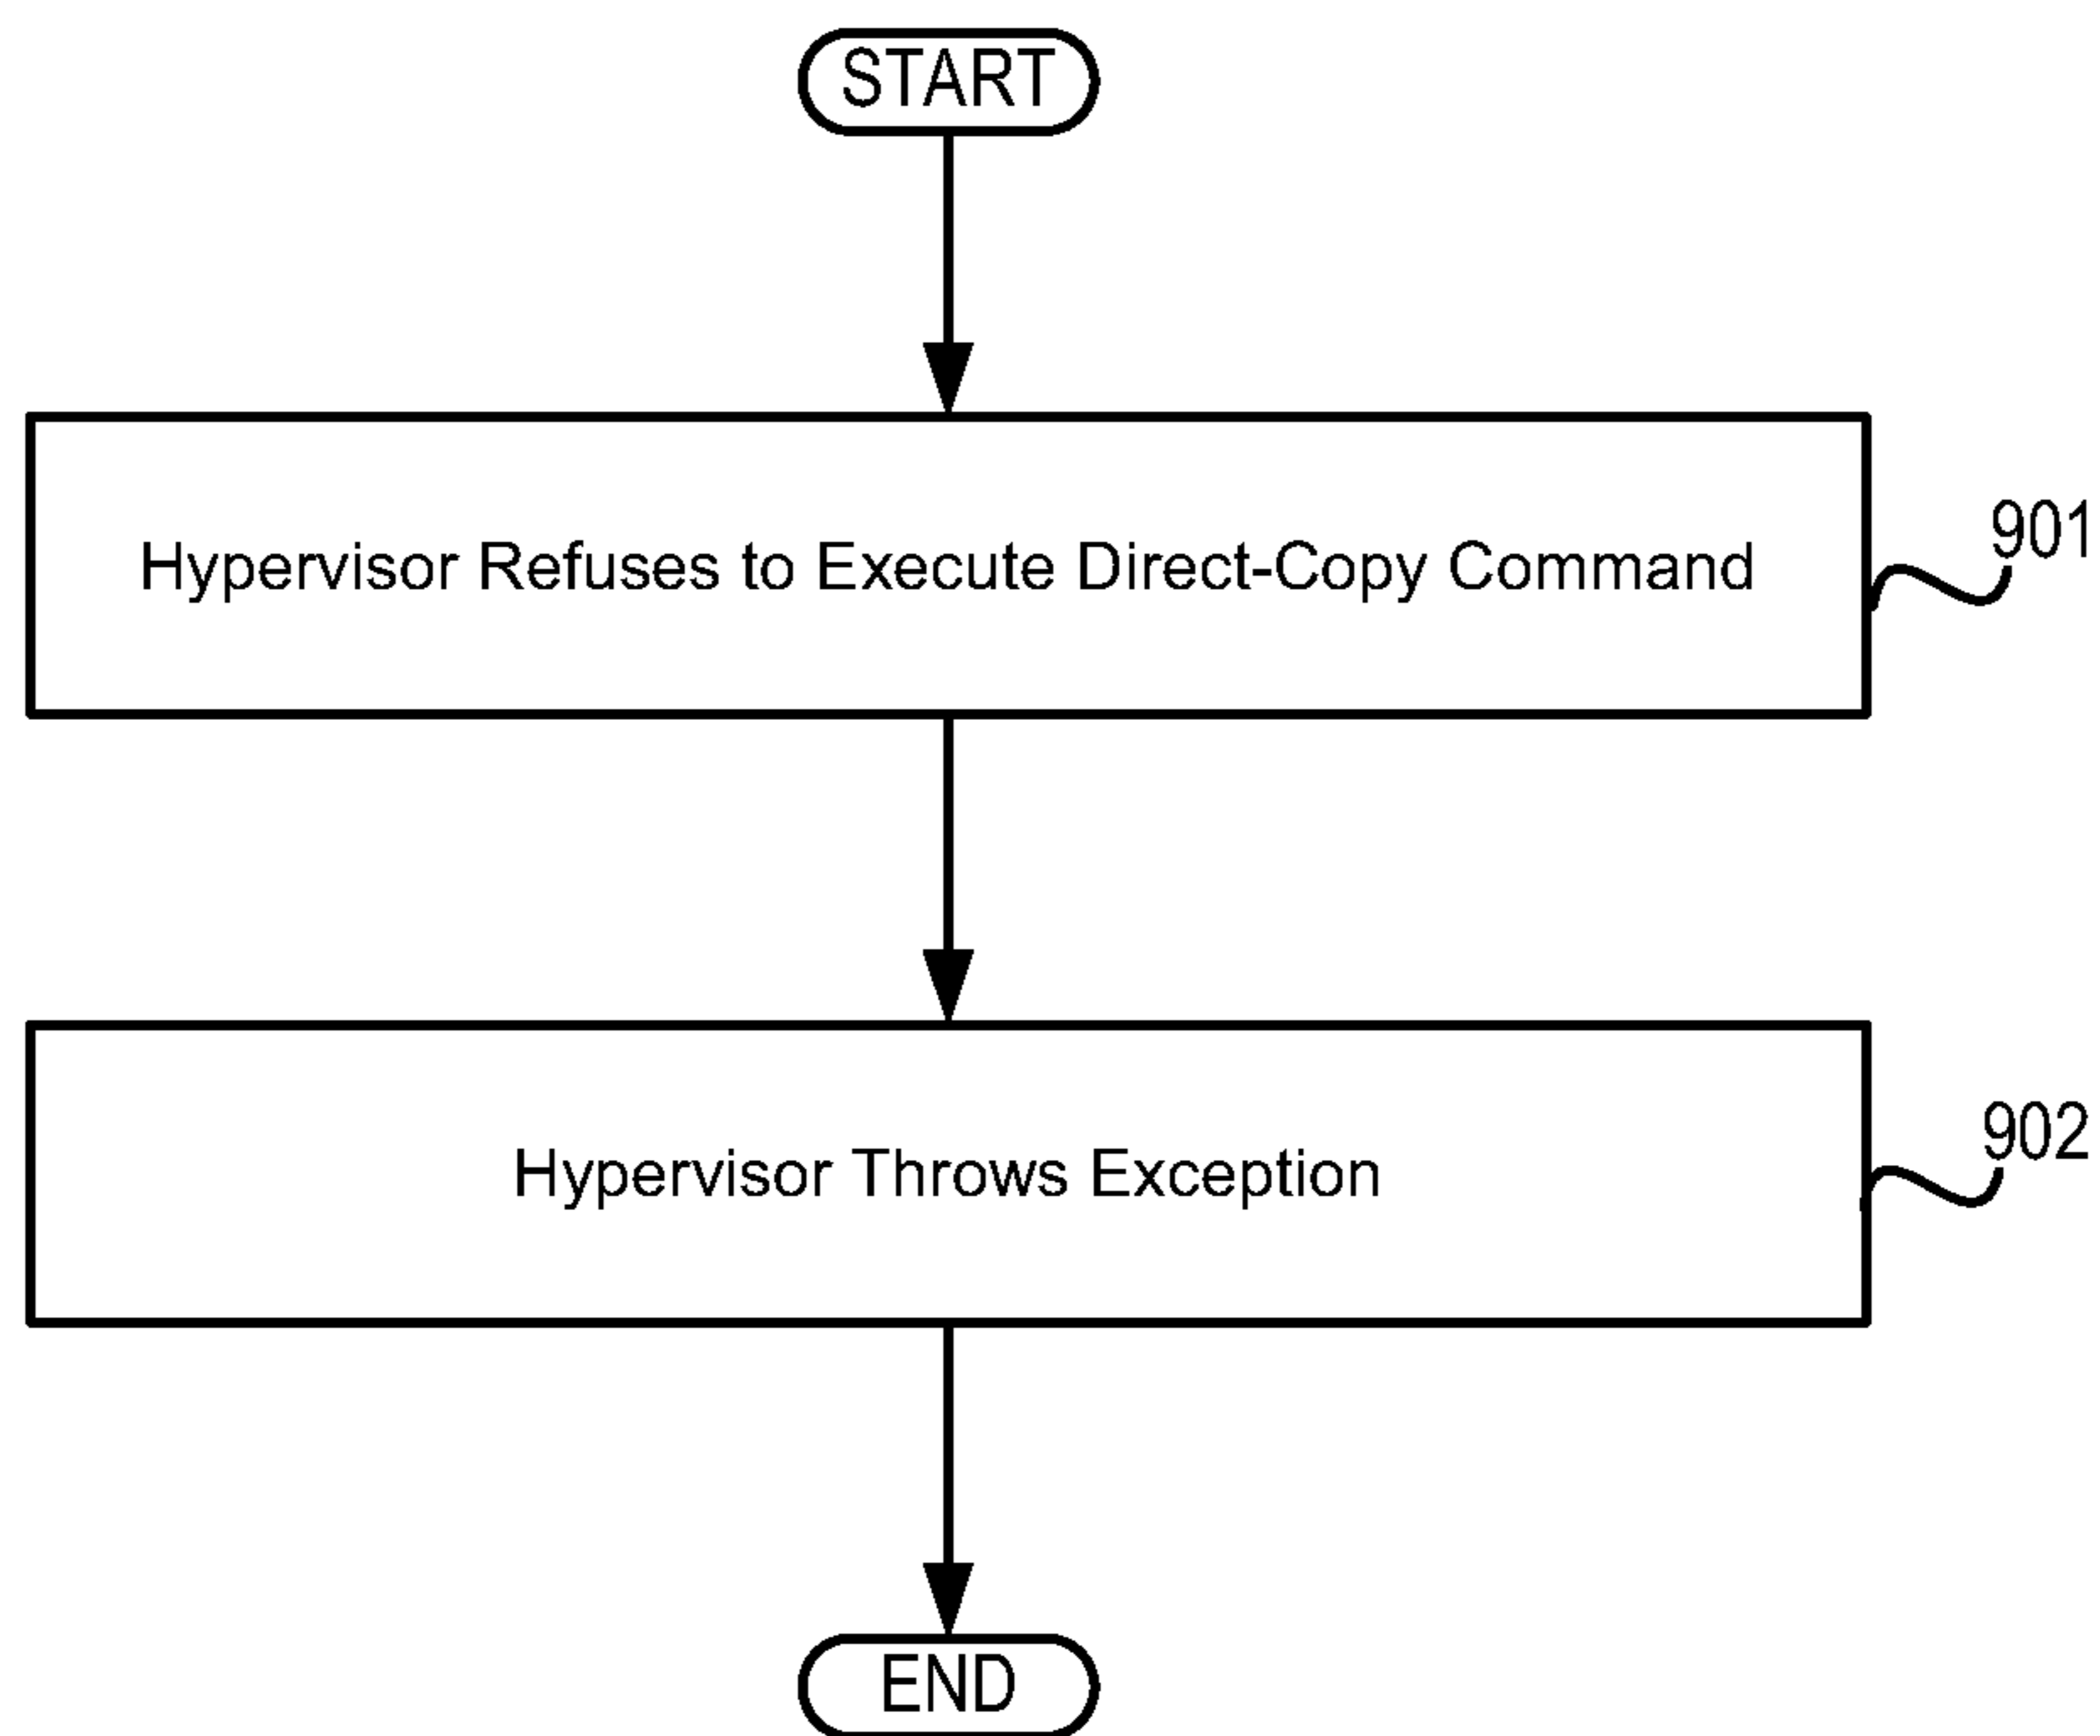 START
Hypervisor Refuses to Execute Direct-Copy Command
901
Hypervisor Throws Exception
902
END